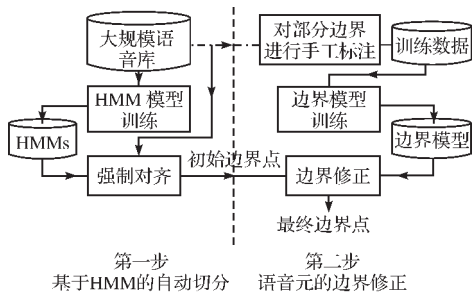 大规模语
音库
HMM 模型
训练
HMMs
强制对齐
初始边界点
对部分边界
进行手工标注
训练数据
边界模型
训练
边界模型
边界修正
最终边界点
第一步
基于HMM的自动切分
第二步
语音元的边界修正